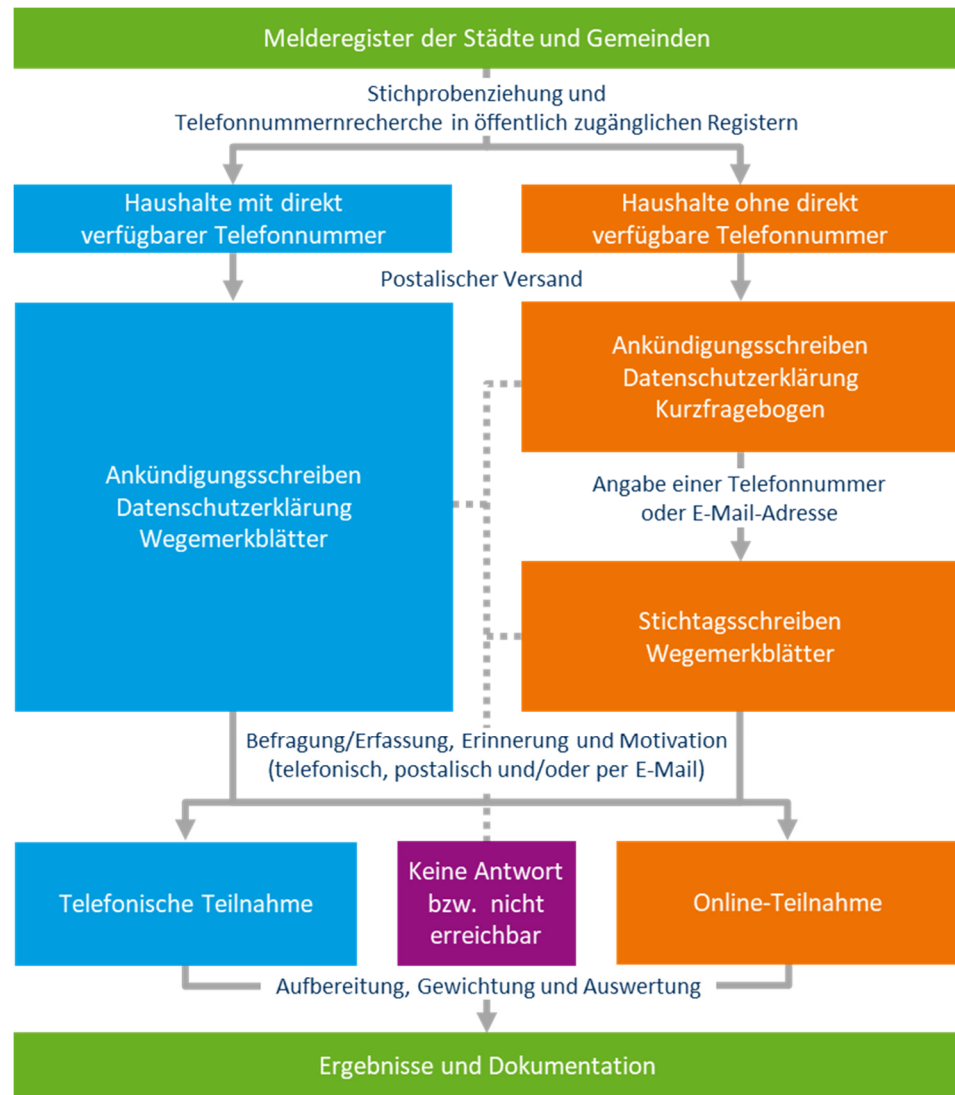 Melderegister der Städte und Gemeinden
Stichprobenziehung und
Telefonnummernrecherche in öffentlich zugänglichen Registern
Haushalte mit direkt
verfügbarer Telefonnummer
Haushalte ohne direkt
verfügbare Telefonnummer
Postalischer Versand
Ankündigungsschreiben
Datenschutzerklärung
Wegemerkblätter
Ankündigungsschreiben
Datenschutzerklärung
Kurzfragebogen
Angabe einer Telefonnummer
oder E-Mail-Adresse
Stichtagsschreiben
Wegemerkblätter
Befragung/Erfassung, Erinnerung und Motivation
(telefonisch, postalisch und/oder per E-Mail)
Telefonische Teilnahme
Keine Antwort
bzw. nicht
erreichbar
Online-Teilnahme
Aufbereitung, Gewichtung und Auswertung
Ergebnisse und Dokumentation